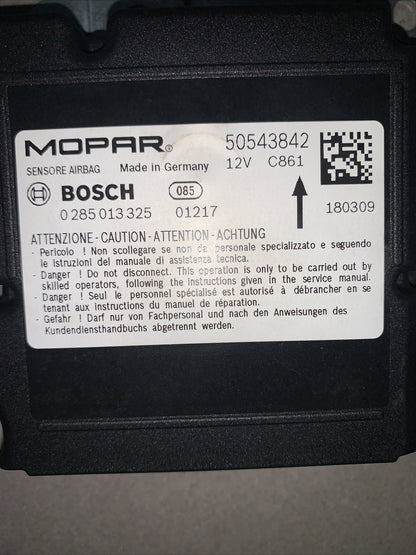 MOPAR® 50543842
SENSORE AIRBAG Made in Germany 12V C861
BOSCH 085
0 285 013 325 01217 180309
ATTENZIONE - CAUTION - ATTENTION - ACHTUNG
- Pericolo ! Non scollegare se non da personale specializzato e seguendo
le istruzioni del manuale di assistenza tecnica.
- Danger ! Do not disconnect. This operation is only to be carried out by
skilled operators, following the instructions given in the service manual.
- Danger ! Seul le personnel spécialisé est autorisé à débrancher en se
tenant aux instructions du manuel de réparation.
- Gefahr ! Darf nur von Fachpersonal und nach den Anweisungen des
Kundendiensthandbuchs abgetrennt werden.